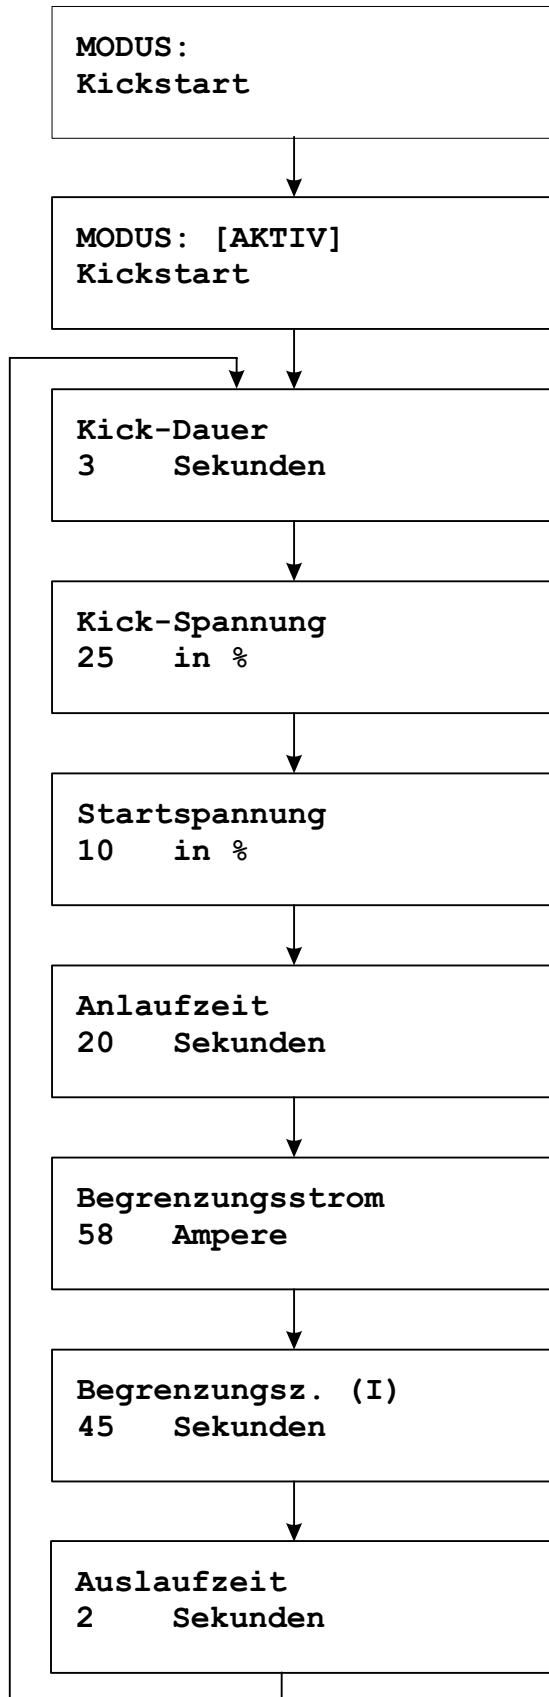 MODUS:
Kickstart
MODUS: [AKTIV]
Kickstart
Kick-Dauer
3 Sekunden
Kick-Spannung
25 in %
Startspannung
10 in %
Anlaufzeit
20 Sekunden
Begrenzungsstrom
58 Ampere
Begrenzungsz. (I)
45 Sekunden
Auslaufzeit
2 Sekunden